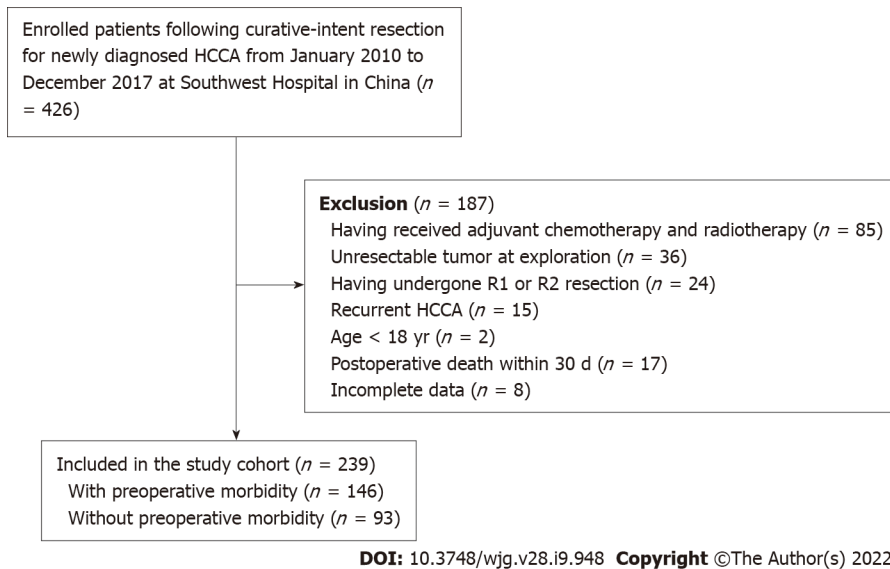 Enrolled patients following curative-intent resection
for newly diagnosed HCCA from January 2010 to
December 2017 at Southwest Hospital in China (n
= 426)
Exclusion (n = 187)
Having received adjuvant chemotherapy and radiotherapy (n = 85)
Unresectable tumor at exploration (n = 36)
Having undergone R1 or R2 resection (n = 24)
Recurrent HCCA (n = 15)
Age < 18 yr (n = 2)
Postoperative death within 30 d (n = 17)
Incomplete data (n = 8)
Included in the study cohort (n = 239)
With preoperative morbidity (n = 146)
Without preoperative morbidity (n = 93)
DOI: 10.3748/wjg.v28.i9.948 Copyright ©The Author(s) 2022